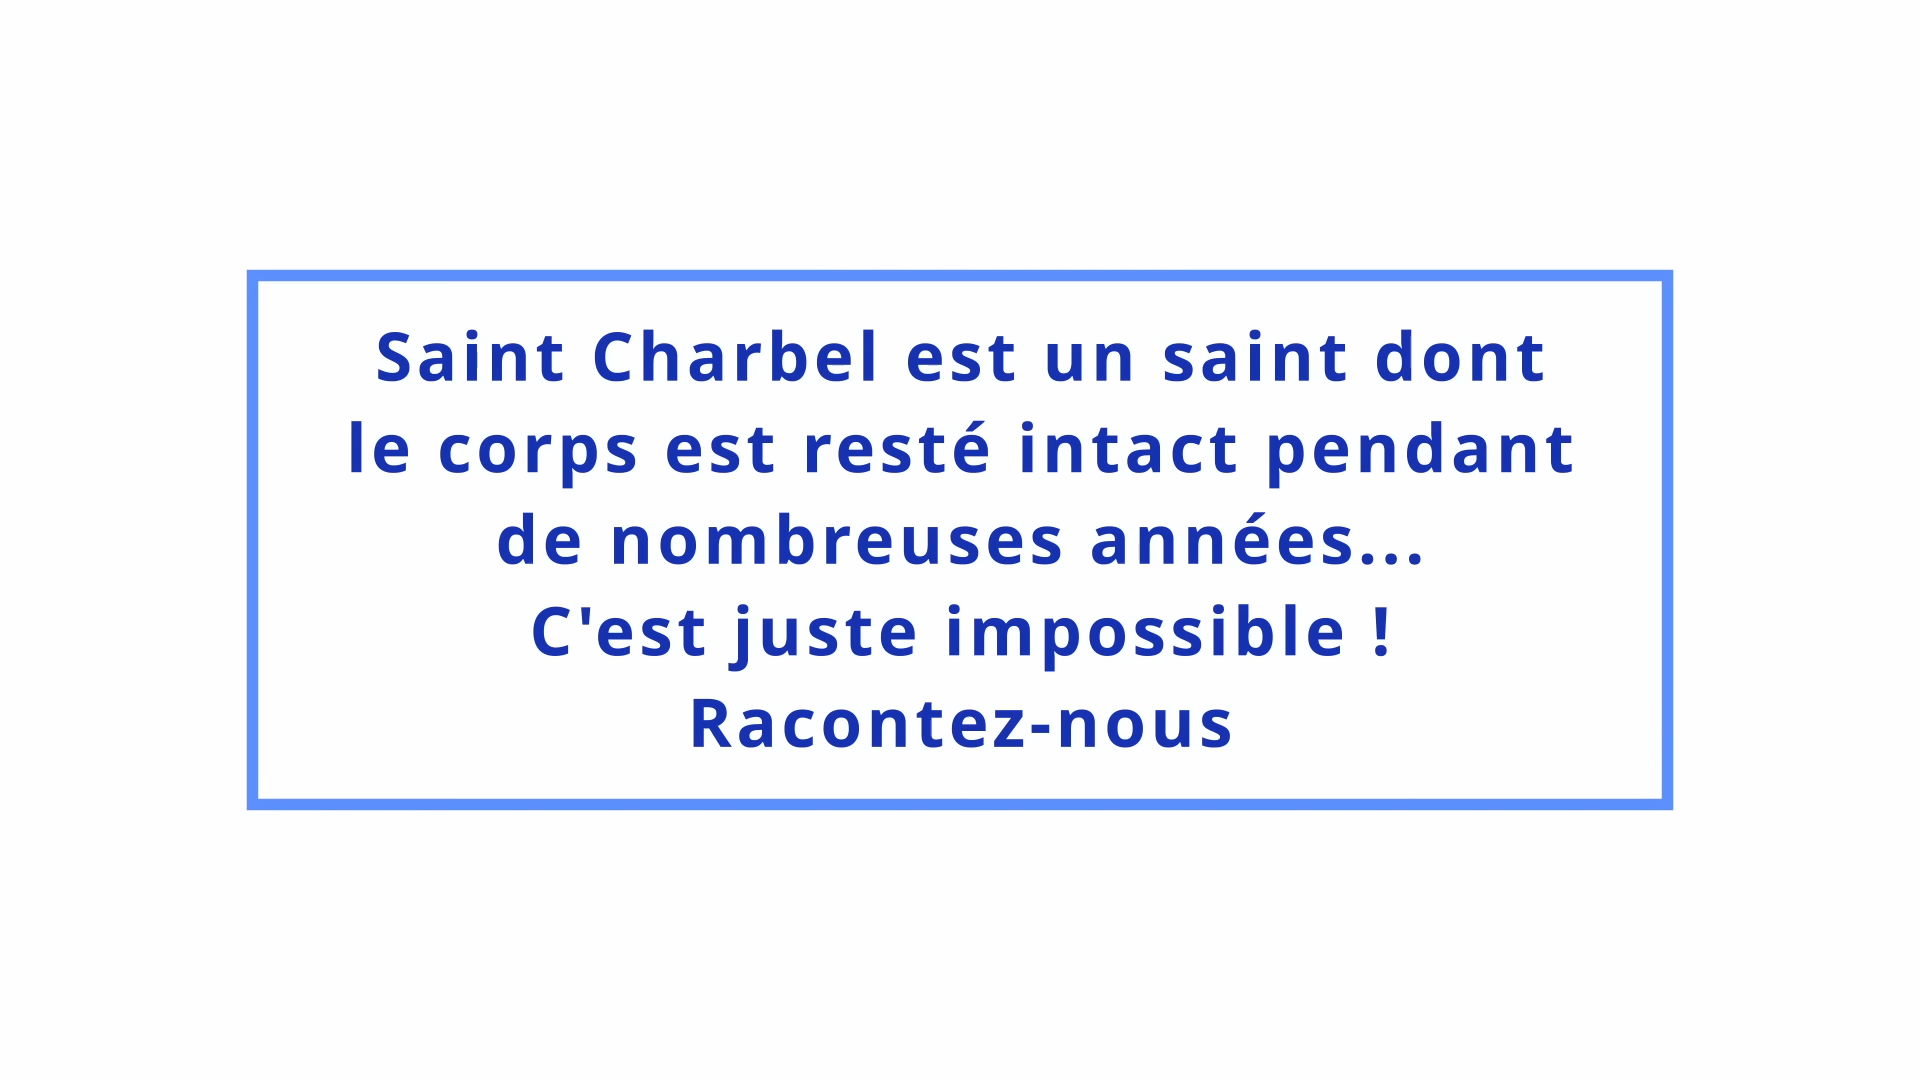 Saint Charbel est un saint dont
le corps est resté intact pendant
de nombreuses années...
C'est juste impossible !
Racontez-nous